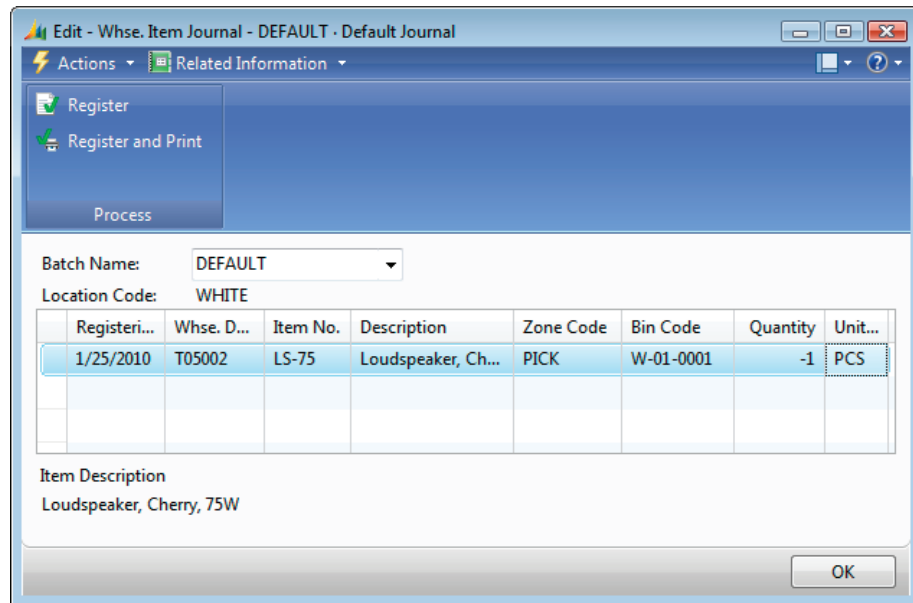 Edit - Whse. Item Journal - DEFAULT · Default Journal
Actions Related Information
Register
Register and Print
Process
Batch Name: DEFAULT
Location Code: WHITE
Registeri... Whse. D... Item No. Description Zone Code Bin Code Quantity Unit...
1/25/2010 T05002 LS-75 Loudspeaker, Ch... PICK W-01-0001 -1 PCS
Item Description
Loudspeaker, Cherry, 75W
OK